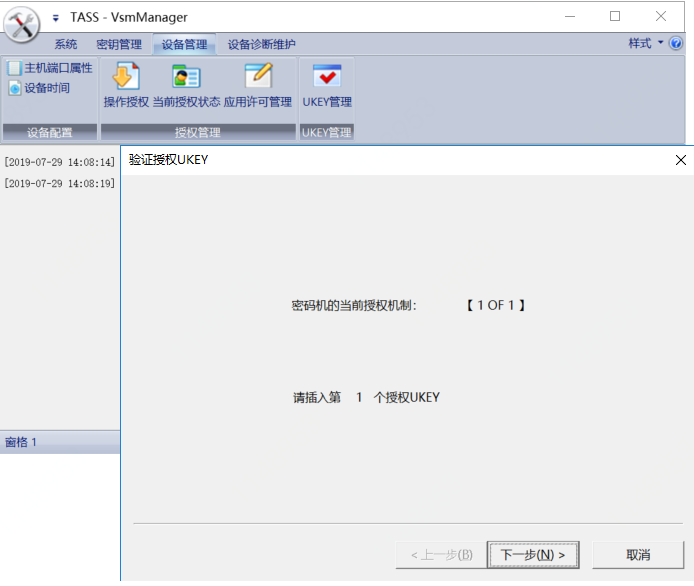 TASS - VsmManager
系统 密钥管理 设备管理 设备诊断维护 样式
主机端口属性
设备时间
操作授权 当前授权状态 应用许可管理 UKEY管理
设备配置 授权管理 UKEY管理
[2019-07-29 14:08:14]
[2019-07-29 14:08:19]
验证授权UKEY
密码机的当前授权机制： 【 1 OF 1 】
请插入第 1 个授权UKEY
窗格 1
< 上一步(B) 下一步(N) > 取消